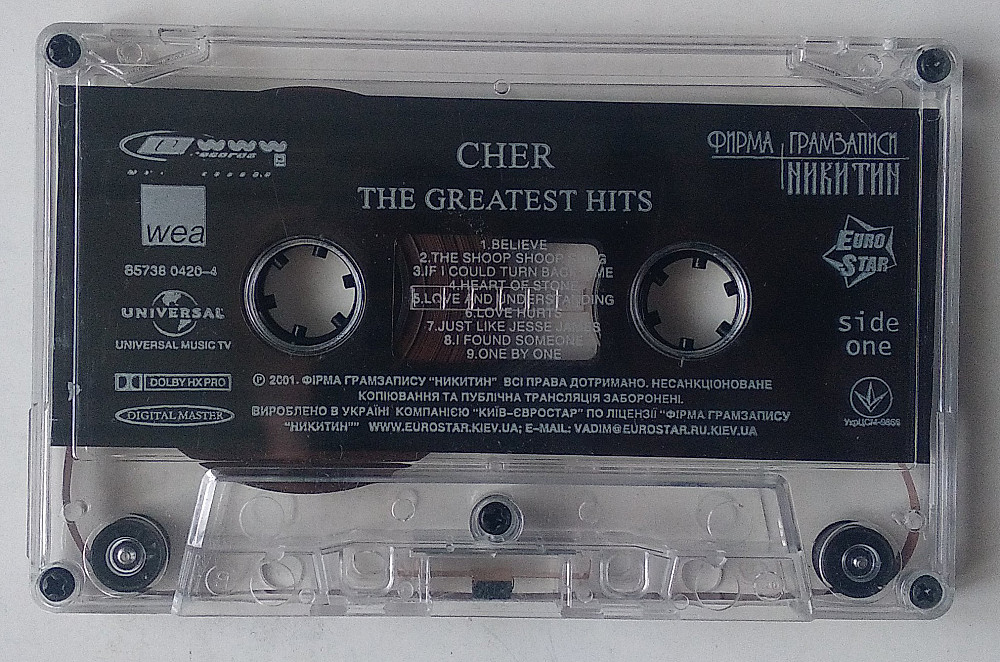 www
records
wea
85738 0420-4
UNIVERSAL
UNIVERSAL MUSIC TV
DOLBY HX PRO
DIGITAL MASTER
CHER
THE GREATEST HITS
1.BELIEVE
2.THE SHOOP SHOOP SONG
3.IF I COULD TURN BACK TIME
4.HEART OF STONE
5.LOVE AND UNDERSTANDING
6.LOVE HURTS
7.JUST LIKE JESSE JAMES
8.I FOUND SOMEONE
9.ONE BY ONE
ФИРМА ГРАМЗАПИСИ
НИКИТИН
EURO
STAR
side
one
УкрЦСМ-0868
℗ 2001. ФІРМА ГРАМЗАПИСУ "НИКИТИН" ВСІ ПРАВА ДОТРИМАНО. НЕСАНКЦІОНОВАНЕ
КОПІЮВАННЯ ТА ПУБЛІЧНА ТРАНСЛЯЦІЯ ЗАБОРОНЕНІ.
ВИРОБЛЕНО В УКРАЇНІ КОМПАНІЄЮ "КИЇВ-ЄВРОСТАР" ПО ЛІЦЕНЗІЇ "ФІРМА ГРАМЗАПИСУ
"НИКИТИН"" WWW.EUROSTAR.KIEV.UA; E-MAIL: VADIM@EUROSTAR.RU.KIEV.UA